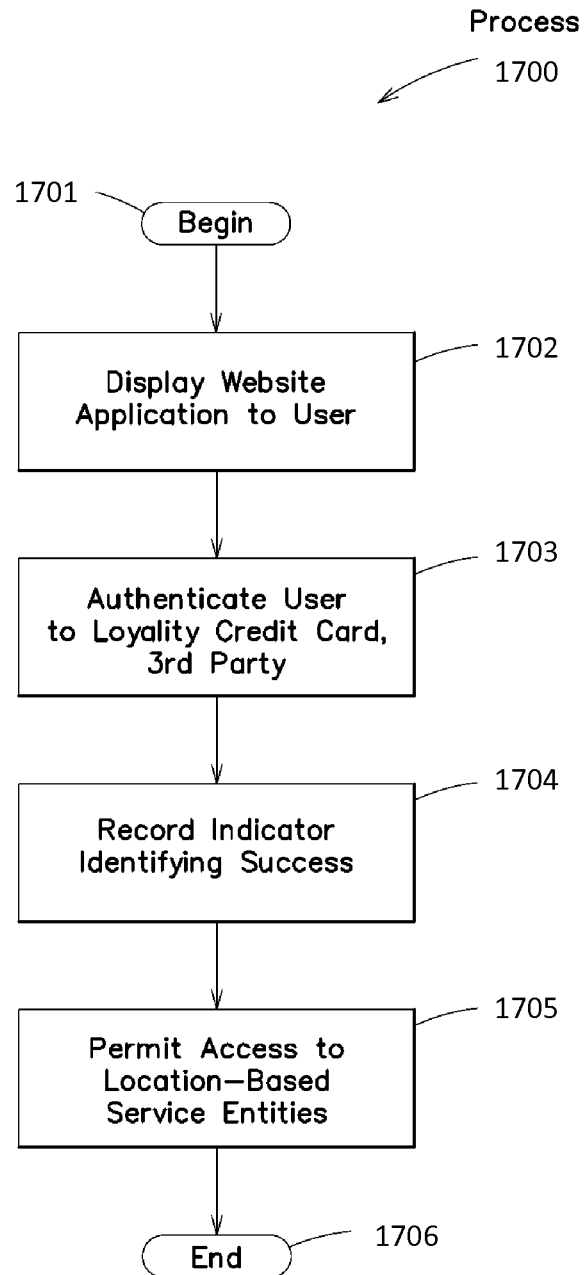 Process
1700
1701
Begin
1702
Display Website
Application to User
1703
Authenticate User
to Loyality Credit Card,
3rd Party
1704
Record Indicator
Identifying Success
1705
Permit Access to
Location-Based
Service Entities
1706
End